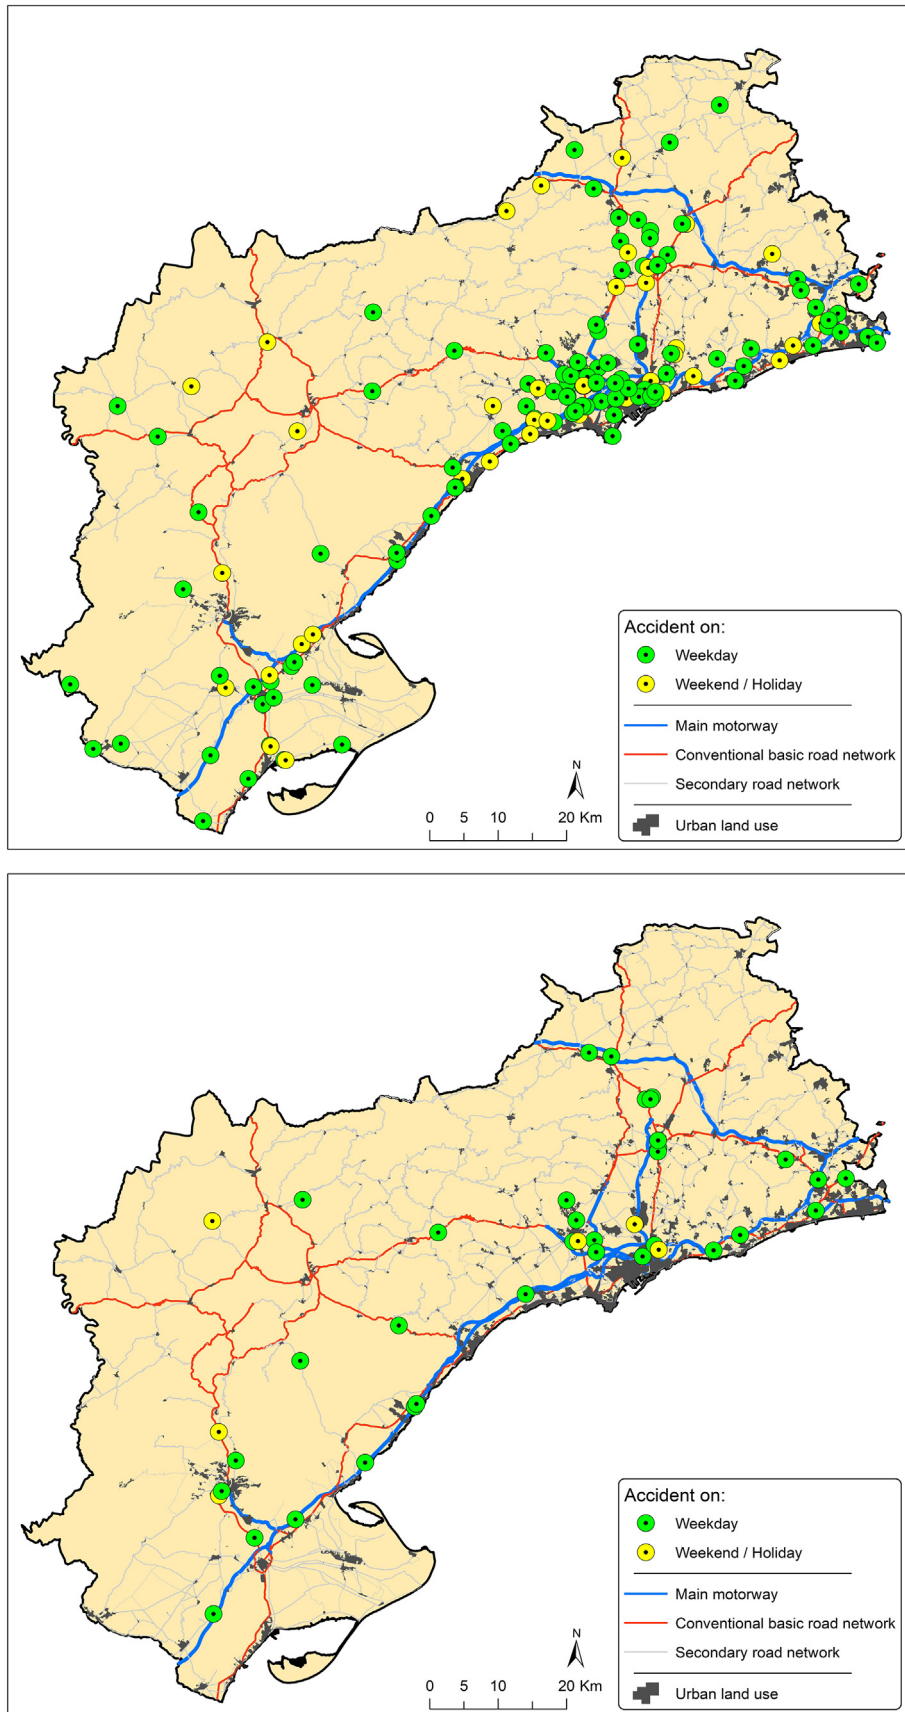 Accident on:
Weekday
Weekend / Holiday
Main motorway
Conventional basic road network
Secondary road network
Urban land use
N
0 5 10 20 Km
Accident on:
Weekday
Weekend / Holiday
Main motorway
Conventional basic road network
Secondary road network
Urban land use
N
0 5 10 20 Km